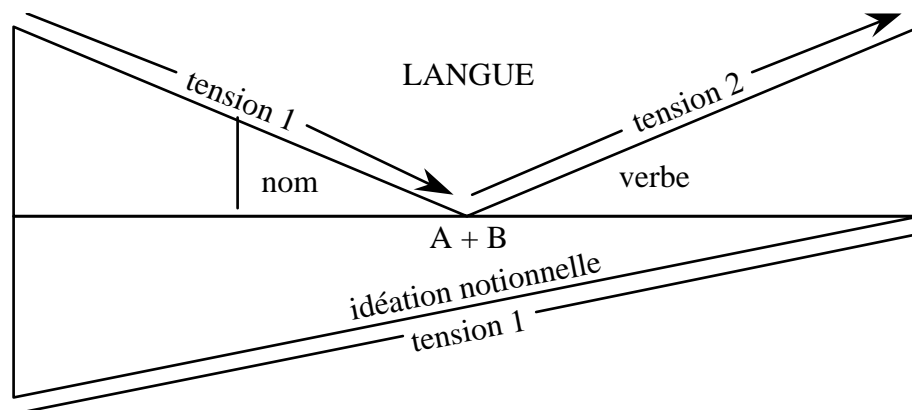 LANGUE
tension 1
tension 2
nom
verbe
A + B
idéation notionnelle
tension 1